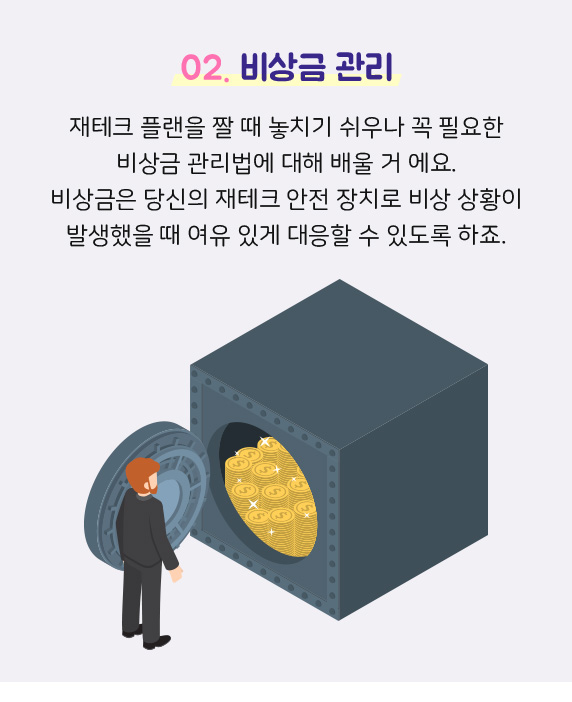 02. 비상금 관리
재테크 플랜을 짤 때 놓치기 쉬우나 꼭 필요한
비상금 관리법에 대해 배울 거 에요.
비상금은 당신의 재테크 안전 장치로 비상 상황이
발생했을 때 여유 있게 대응할 수 있도록 하죠.